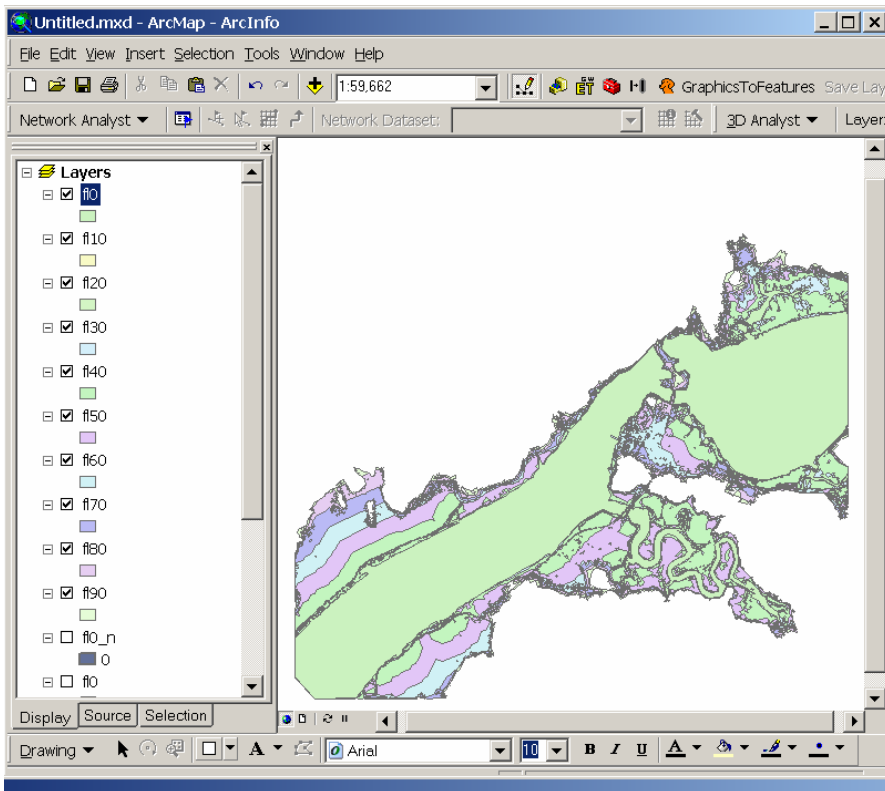 Untitled.mxd - ArcMap - ArcInfo
File Edit View Insert Selection Tools Window Help
1:59,662 GraphicsToFeatures Save Lay
Network Analyst Network Dataset: 3D Analyst Layer:
Layers
fl0
fl10
fl20
fl30
fl40
fl50
fl60
fl70
fl80
fl90
fl0_n
0
fl0
Display Source Selection
Drawing A Arial 10 B I U A